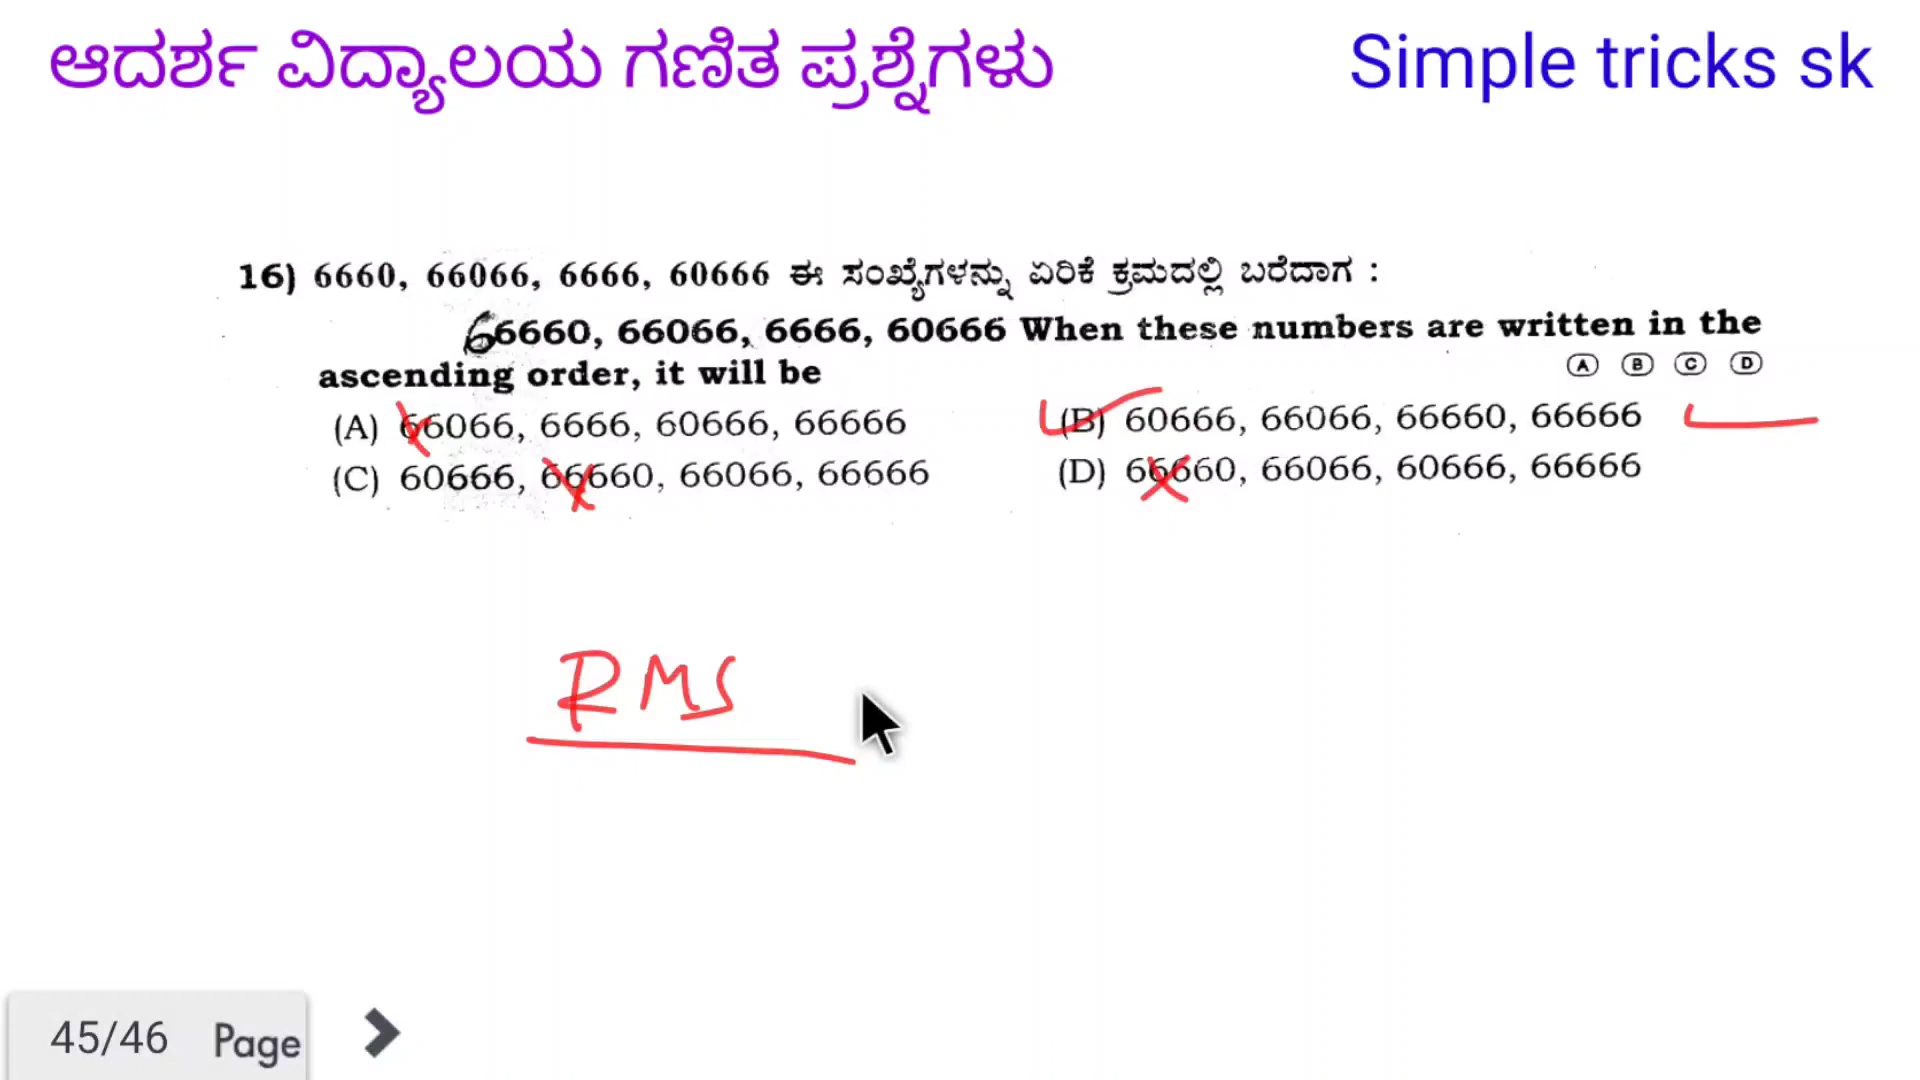 ಆದರ್ಶ ವಿದ್ಯಾಲಯ ಗಣಿತ ಪ್ರಶ್ನೆಗಳು Simple tricks sk
16) 6660, 66066, 6666, 60666 ಈ ಸಂಖ್ಯೆಗಳನ್ನು ಏರಿಕೆ ಕ್ರಮದಲ್ಲಿ ಬರೆದಾಗ :
66660, 66066, 6666, 60666 When these numbers are written in the
ascending order, it will be A B C D
(A) 66066, 6666, 60666, 66666 (B) 60666, 66066, 66660, 66666
(C) 60666, 66660, 66066, 66666 (D) 66660, 66066, 60666, 66666
RMS
45/46 Page